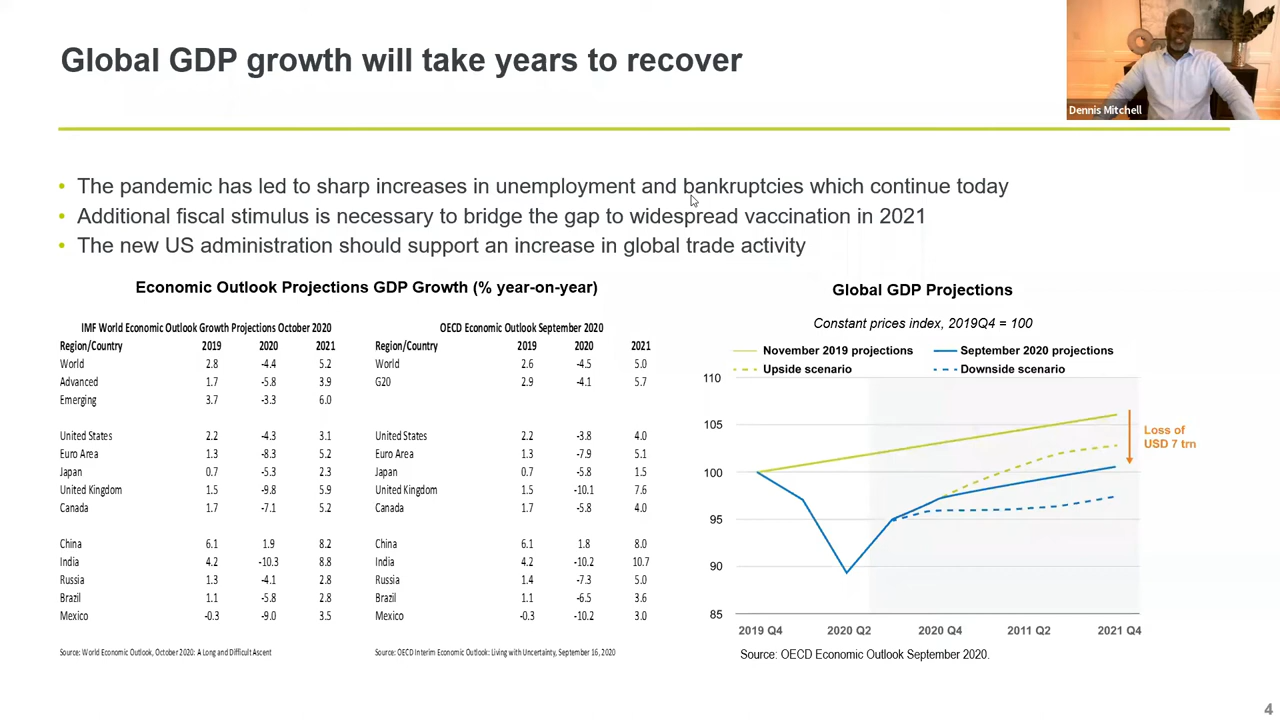 Global GDP growth will take years to recover
Dennis Mitchell
• The pandemic has led to sharp increases in unemployment and bankruptcies which continue today
• Additional fiscal stimulus is necessary to bridge the gap to widespread vaccination in 2021
• The new US administration should support an increase in global trade activity
Economic Outlook Projections GDP Growth (% year-on-year)
IMF World Economic Outlook Growth Projections October 2020
Region/Country 2019 2020 2021
World 2.8 -4.4 5.2
Advanced 1.7 -5.8 3.9
Emerging 3.7 -3.3 6.0
United States 2.2 -4.3 3.1
Euro Area 1.3 -8.3 5.2
Japan 0.7 -5.3 2.3
United Kingdom 1.5 -9.8 5.9
Canada 1.7 -7.1 5.2
China 6.1 1.9 8.2
India 4.2 -10.3 8.8
Russia 1.3 -4.1 2.8
Brazil 1.1 -5.8 2.8
Mexico -0.3 -9.0 3.5
Source: World Economic Outlook, October 2020: A Long and Difficult Ascent
OECD Economic Outlook September 2020
Region/Country 2019 2020 2021
World 2.6 -4.5 5.0
G20 2.9 -4.1 5.7
United States 2.2 -3.8 4.0
Euro Area 1.3 -7.9 5.1
Japan 0.7 -5.8 1.5
United Kingdom 1.5 -10.1 7.6
Canada 1.7 -5.8 4.0
China 6.1 1.8 8.0
India 4.2 -10.2 10.7
Russia 1.4 -7.3 5.0
Brazil 1.1 -6.5 3.6
Mexico -0.3 -10.2 3.0
Source: OECD Interim Economic Outlook: Living with Uncertainty, September 16, 2020
Global GDP Projections
Constant prices index, 2019Q4 = 100
November 2019 projections September 2020 projections
Upside scenario Downside scenario
110
105
100
95
90
85
Loss of
USD 7 trn
2019 Q4 2020 Q2 2020 Q4 2011 Q2 2021 Q4
Source: OECD Economic Outlook September 2020.
4